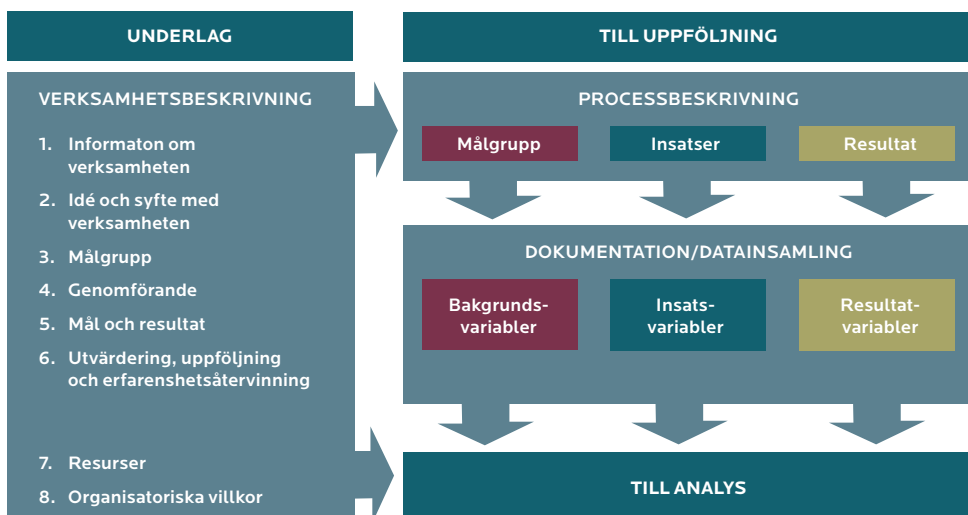 UNDERLAG
VERKSAMHETSBESKRIVNING
1. Informaton om
verksamheten
2. Idé och syfte med
verksamheten
3. Målgrupp
4. Genomförande
5. Mål och resultat
6. Utvärdering, uppföljning
och erfarenshetsåtervinning
7. Resurser
8. Organisatoriska villkor
TILL UPPFÖLJNING
PROCESSBESKRIVNING
Målgrupp
Insatser
Resultat
DOKUMENTATION/DATAINSAMLING
Bakgrunds-
variabler
Insats-
variabler
Resultat-
variabler
TILL ANALYS